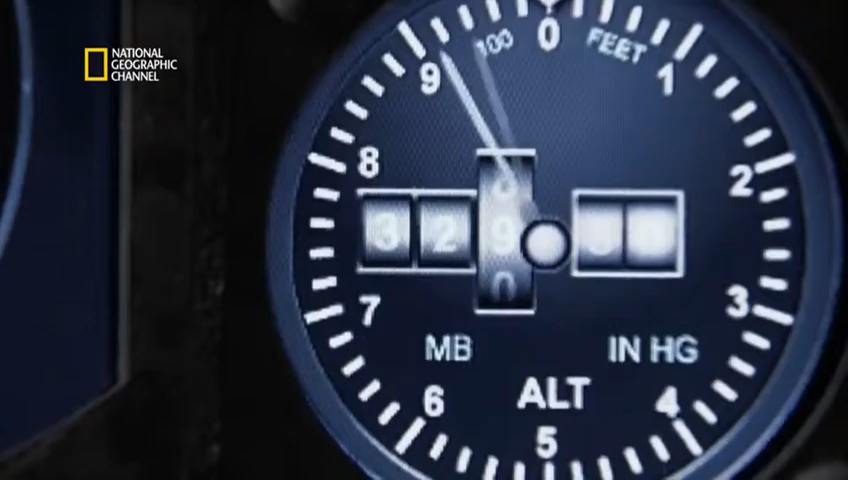 NATIONAL
GEOGRAPHIC
CHANNEL
100 0 FEET
9 1
8 2
3 2 9
0
7 3
MB IN HG
ALT
6 4
5